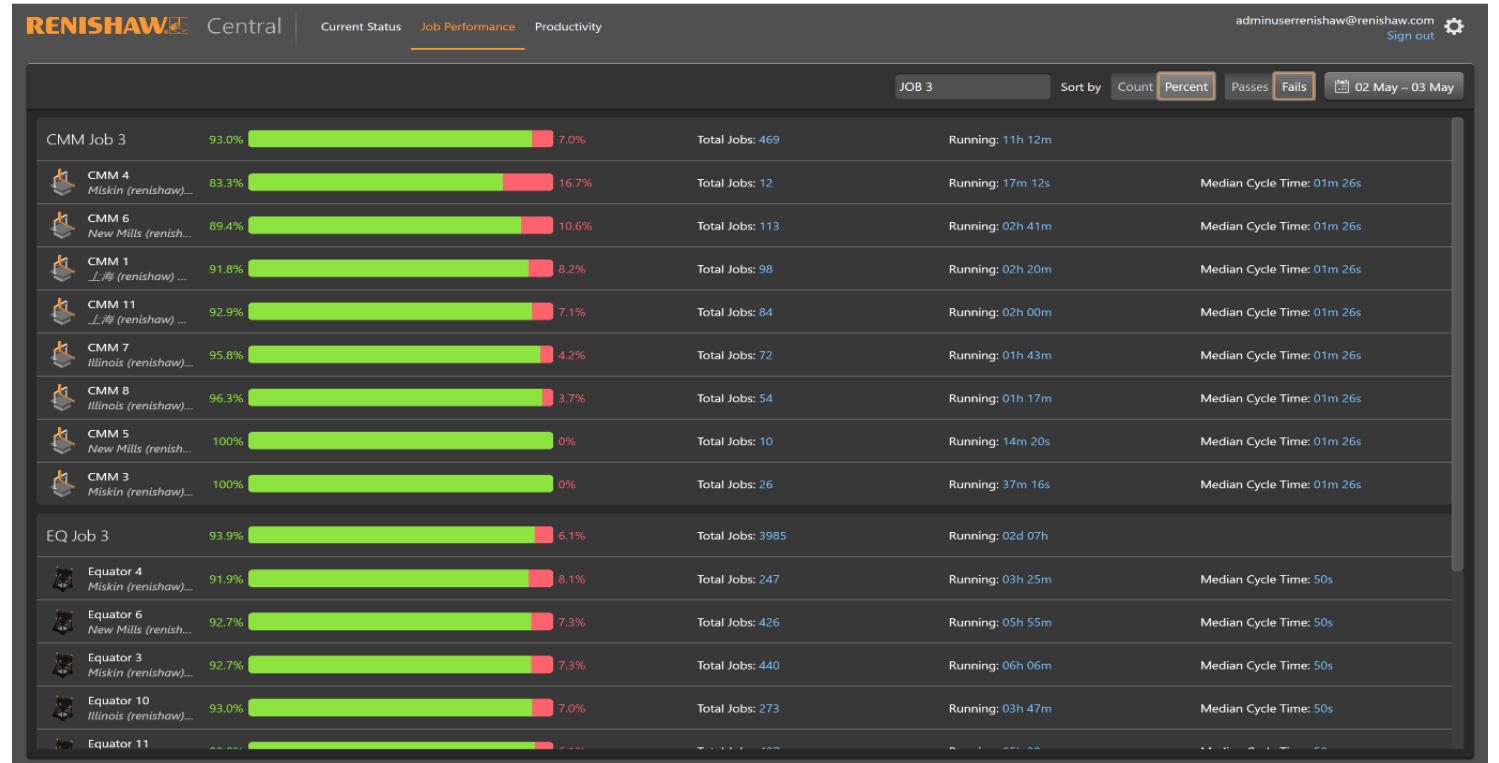 RENISHAW Central Current Status Job Performance Productivity adminuserrenishaw@renishaw.com
Sign out
JOB 3 Sort by Count Percent Passes Fails 02 May – 03 May
CMM Job 3 93.0% 7.0% Total Jobs: 469 Running: 11h 12m
CMM 4
Miskin (renishaw)...
83.3% 16.7% Total Jobs: 12 Running: 17m 12s Median Cycle Time: 01m 26s
CMM 6
New Mills (renish...
89.4% 10.6% Total Jobs: 113 Running: 02h 41m Median Cycle Time: 01m 26s
CMM 1
上海 (renishaw) ...
91.8% 8.2% Total Jobs: 98 Running: 02h 20m Median Cycle Time: 01m 26s
CMM 11
上海 (renishaw) ...
92.9% 7.1% Total Jobs: 84 Running: 02h 00m Median Cycle Time: 01m 26s
CMM 7
Illinois (renishaw)...
95.8% 4.2% Total Jobs: 72 Running: 01h 43m Median Cycle Time: 01m 26s
CMM 8
Illinois (renishaw)...
96.3% 3.7% Total Jobs: 54 Running: 01h 17m Median Cycle Time: 01m 26s
CMM 5
New Mills (renish...
100% 0% Total Jobs: 10 Running: 14m 20s Median Cycle Time: 01m 26s
CMM 3
Miskin (renishaw)...
100% 0% Total Jobs: 26 Running: 37m 16s Median Cycle Time: 01m 26s
EQ Job 3 93.9% 6.1% Total Jobs: 3985 Running: 02d 07h
Equator 4
Miskin (renishaw)...
91.9% 8.1% Total Jobs: 247 Running: 03h 25m Median Cycle Time: 50s
Equator 6
New Mills (renish...
92.7% 7.3% Total Jobs: 426 Running: 05h 55m Median Cycle Time: 50s
Equator 3
Miskin (renishaw)...
92.7% 7.3% Total Jobs: 440 Running: 06h 06m Median Cycle Time: 50s
Equator 10
Illinois (renishaw)...
93.0% 7.0% Total Jobs: 273 Running: 03h 47m Median Cycle Time: 50s
Equator 11